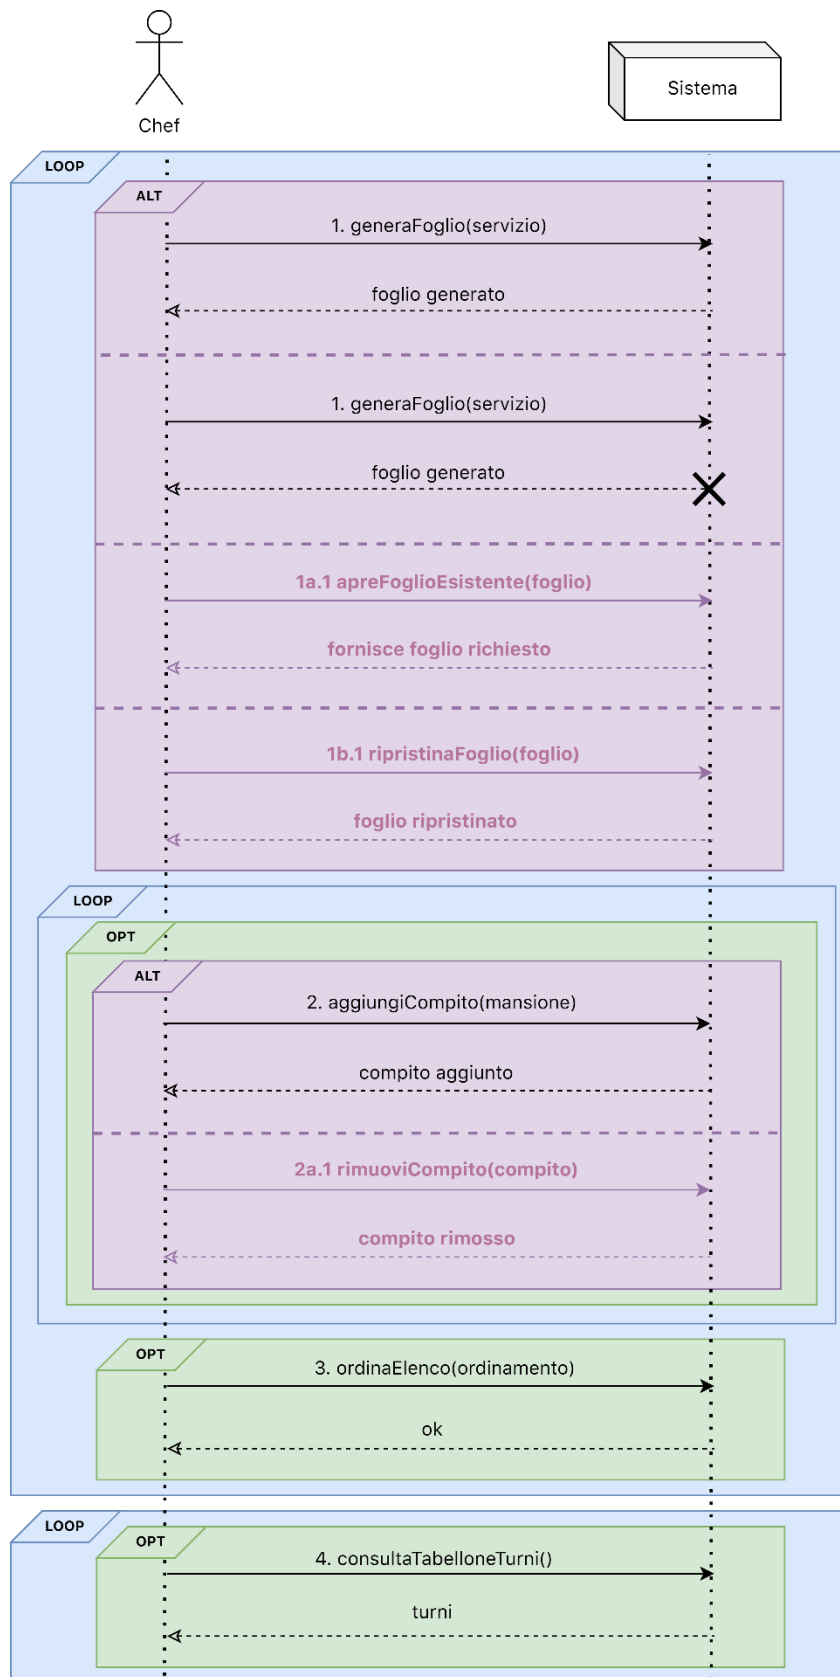 Chef
Sistema
LOOP
ALT
1. generaFoglio(servizio)
foglio generato
1. generaFoglio(servizio)
foglio generato
1a.1 apreFoglioEsistente(foglio)
fornisce foglio richiesto
1b.1 ripristinaFoglio(foglio)
foglio ripristinato
LOOP
OPT
ALT
2. aggiungiCompito(mansione)
compito aggiunto
2a.1 rimuoviCompito(compito)
compito rimosso
OPT
3. ordinaElenco(ordinamento)
ok
LOOP
OPT
4. consultaTabelloneTurni()
turni